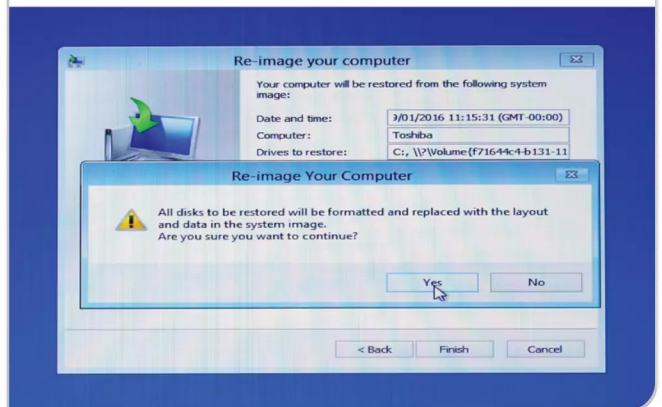 Re-image your computer
Your computer will be restored from the following system
image:
Date and time: 9/01/2016 11:15:31 (GMT-00:00)
Computer: Toshiba
Drives to restore: C:, \\?\Volume{f71644c4-b131-11
Re-image Your Computer
All disks to be restored will be formatted and replaced with the layout
and data in the system image.
Are you sure you want to continue?
Yes No
< Back Finish Cancel